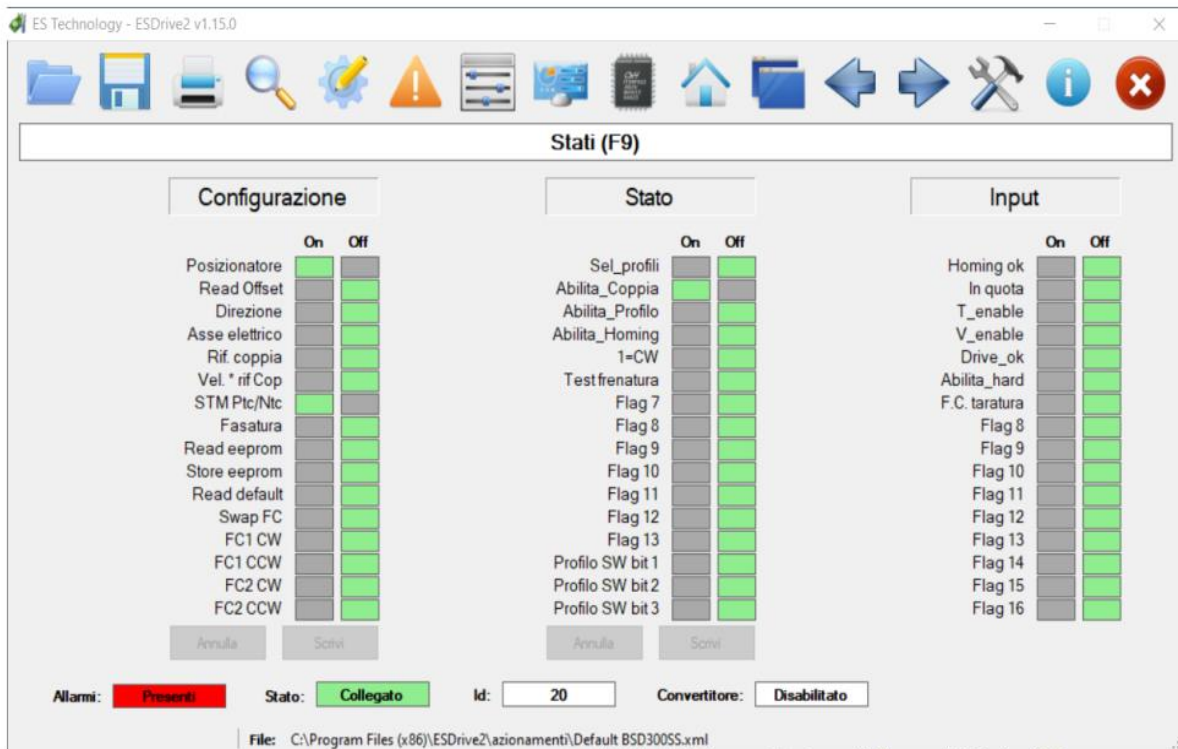 ES Technology - ESDrive2 v1.15.0
Stati (F9)
Configurazione
On Off
Posizionatore
Read Offset
Direzione
Asse elettrico
Rif. coppia
Vel. * rif Cop
STM Ptc/Ntc
Fasatura
Read eeprom
Store eeprom
Read default
Swap FC
FC1 CW
FC1 CCW
FC2 CW
FC2 CCW
Annulla Scrivi
Stato
On Off
Sel_profili
Abilita_Coppia
Abilita_Profilo
Abilita_Homing
1=CW
Test frenatura
Flag 7
Flag 8
Flag 9
Flag 10
Flag 11
Flag 12
Flag 13
Profilo SW bit 1
Profilo SW bit 2
Profilo SW bit 3
Annulla Scrivi
Input
On Off
Homing ok
In quota
T_enable
V_enable
Drive_ok
Abilita_hard
F.C. taratura
Flag 8
Flag 9
Flag 10
Flag 11
Flag 12
Flag 13
Flag 14
Flag 15
Flag 16
Allarmi: Presenti Stato: Collegato Id: 20 Convertitore: Disabilitato
File: C:\Program Files (x86)\ESDrive2\azionamenti\Default BSD300SS.xml